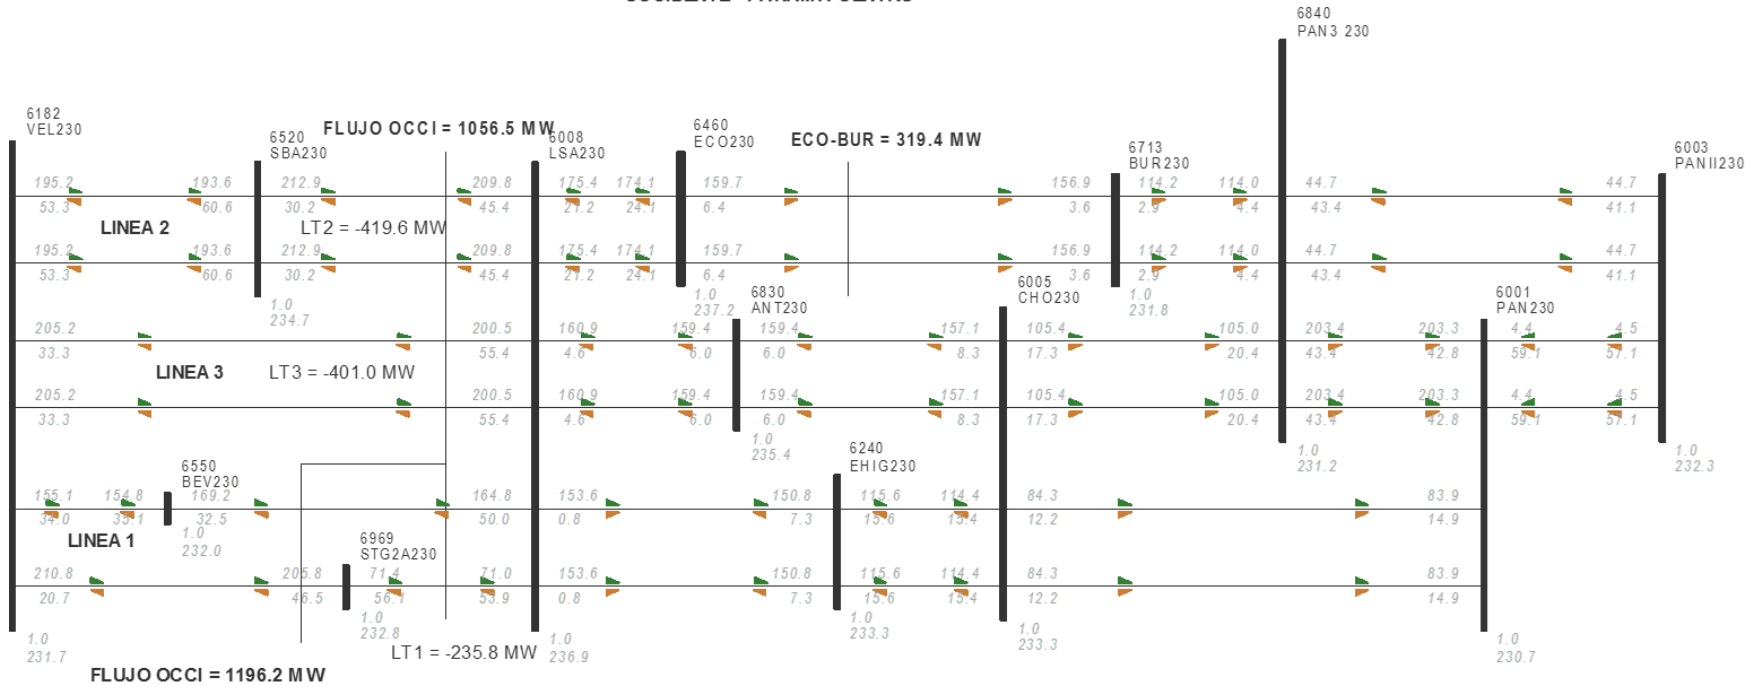 6840
PAN3 230
6182
VEL230
6520
SBA230
FLUJO OCCI = 1056.5 MW
6008
LSA230
6460
ECO230
ECO-BUR = 319.4 MW
6713
BUR230
6003
PANII230
195.2 193.6 212.9 209.8 175.4 174.1 159.7 156.9 114.2 114.0 44.7 44.7
53.3 60.6 30.2 45.4 21.2 24.1 6.4 3.6 2.9 4.4 43.4 41.1
LINEA 2 LT2 = -419.6 MW
195.2 193.6 212.9 209.8 175.4 174.1 159.7 156.9 114.2 114.0 44.7 44.7
53.3 60.6 30.2 45.4 21.2 24.1 6.4 3.6 2.9 4.4 43.4 41.1
1.0
234.7
1.0
237.2
6830
ANT230
6005
CHO230
1.0
231.8
6001
PAN230
205.2 200.5 160.9 159.4 159.4 157.1 105.4 105.0 203.4 203.3 4.4 4.5
33.3 55.4 4.6 6.0 6.0 8.3 17.3 20.4 43.4 42.8 59.1 57.1
LINEA 3 LT3 = -401.0 MW
205.2 200.5 160.9 159.4 159.4 157.1 105.4 105.0 203.4 203.3 4.4 4.5
33.3 55.4 4.6 6.0 6.0 8.3 17.3 20.4 43.4 42.8 59.1 57.1
1.0
235.4
6240
EHIG230
1.0
231.2
1.0
232.3
6550
BEV230
155.1 154.8 169.2 164.8 153.6 150.8 115.6 114.4 84.3 83.9
34.0 35.1 32.5 50.0 0.8 7.3 15.6 15.4 12.2 14.9
LINEA 1
1.0
232.0
6969
STG2A230
210.8 205.8 71.4 71.0 153.6 150.8 115.6 114.4 84.3 83.9
20.7 46.5 56.1 53.9 0.8 7.3 15.6 15.4 12.2 14.9
1.0
232.8
1.0
233.3
1.0
233.3
1.0
231.7
LT1 = -235.8 MW
1.0
236.9
1.0
230.7
FLUJO OCCI = 1196.2 MW